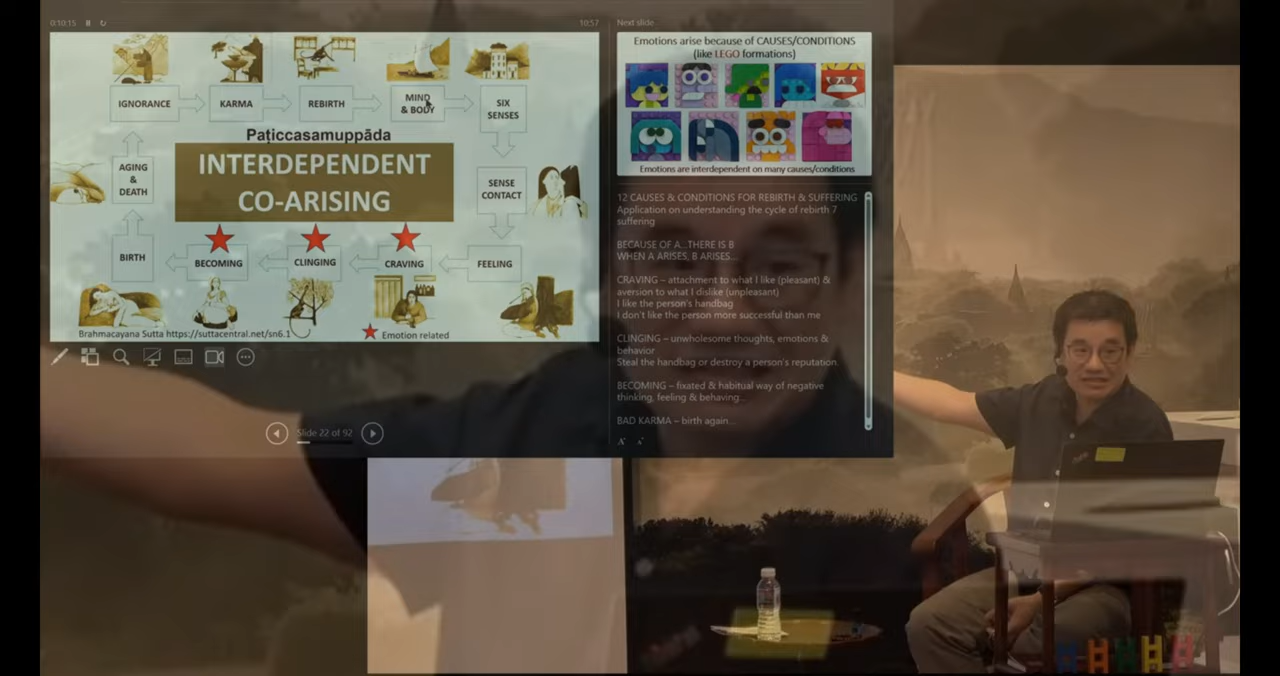 0:10:15
10:57
IGNORANCE
KARMA
REBIRTH
MIND
& BODY
SIX
SENSES
Paṭiccasamuppāda
INTERDEPENDENT
CO-ARISING
AGING
&
DEATH
SENSE
CONTACT
BIRTH
BECOMING
CLINGING
CRAVING
FEELING
Brahmacayana Sutta https://suttacentral.net/sn6.1
Emotion related
Slide 22 of 92
Next slide
Emotions arise because of CAUSES/CONDITIONS
(like LEGO formations)
Emotions are interdependent on many causes/conditions
12 CAUSES & CONDITIONS FOR REBIRTH & SUFFERING
Application on understanding the cycle of rebirth 7
suffering
BECAUSE OF A...THERE IS B
WHEN A ARISES, B ARISES...
CRAVING – attachment to what I like (pleasant) &
aversion to what I dislike (unpleasant)
I like the person's handbag
I don't like the person more successful than me
CLINGING – unwholesome thoughts, emotions &
behavior
Steal the handbag or destroy a person's reputation.
BECOMING – fixated & habitual way of negative
thinking, feeling & behaving...
BAD KARMA – birth again...